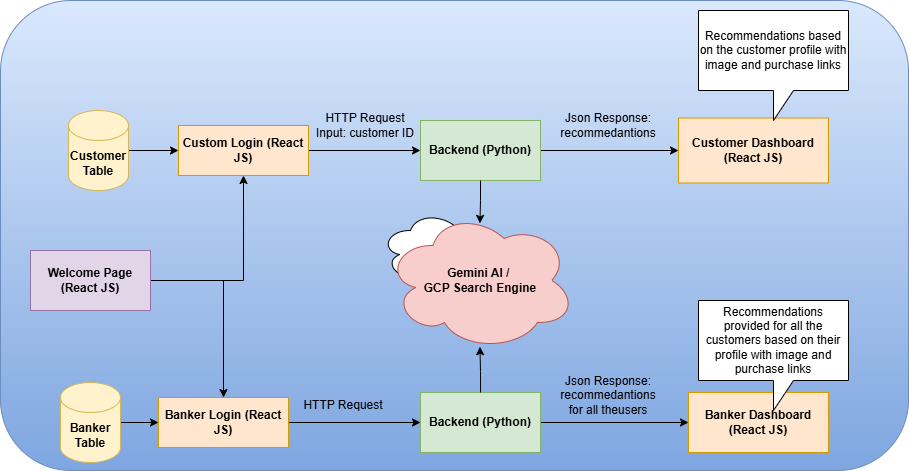 Recommendations based
on the customer profile with
image and purchase links
HTTP Request
Input: customer ID
Json Response:
recommedantions
Customer
Table
Custom Login (React
JS)
Backend (Python)
Customer Dashboard
(React JS)
Welcome Page
(React JS)
Gemini AI /
GCP Search Engine
Recommendations
provided for all the
customers based on their
profile with image and
purchase links
Json Response:
recommedantions
for all theusers
HTTP Request
Banker
Table
Banker Login (React
JS)
Backend (Python)
Banker Dashboard
(React JS)